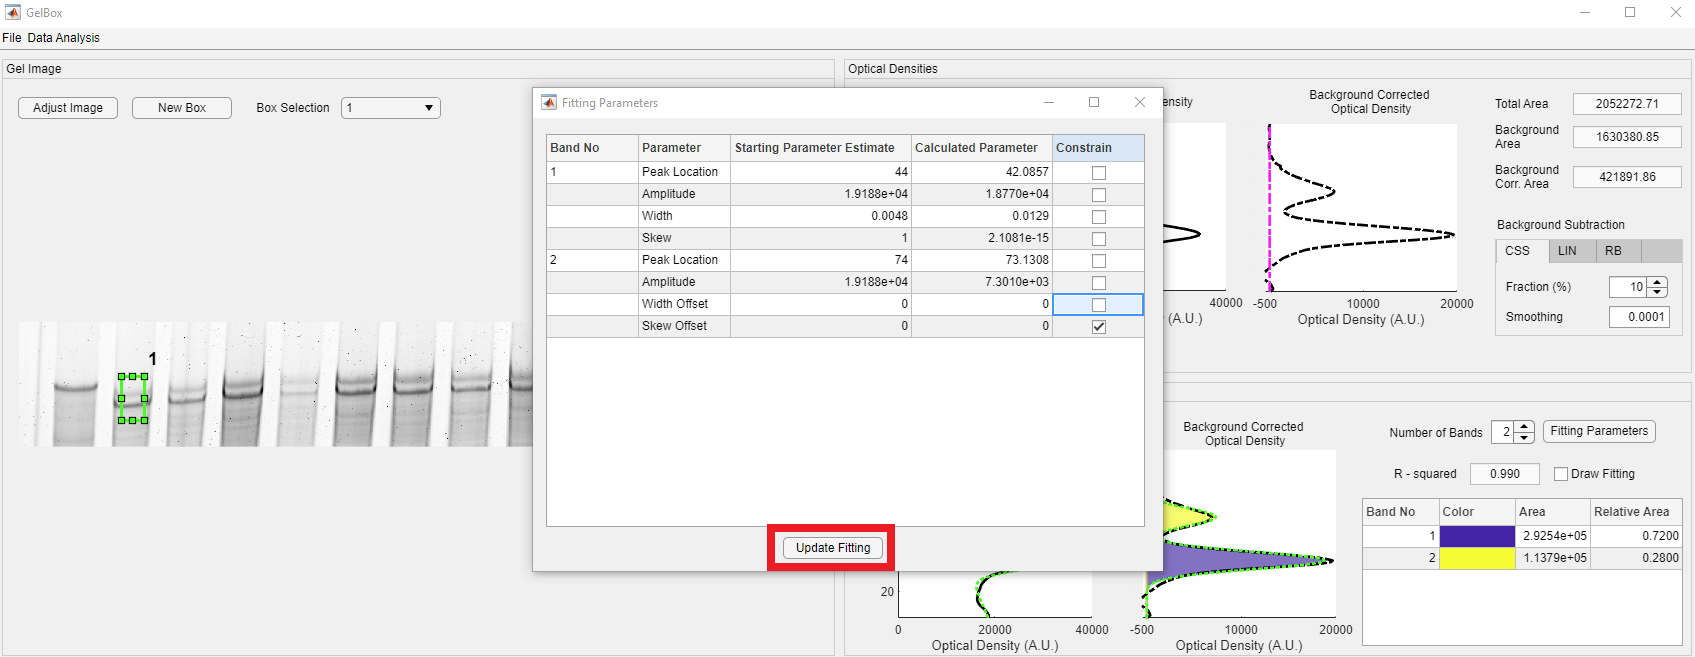 GelBox
File Data Analysis
Gel Image
Adjust Image
New Box
Box Selection
1
1
Fitting Parameters
Band No Parameter Starting Parameter Estimate Calculated Parameter Constrain
1 Peak Location 44 42.0857
Amplitude 1.9188e+04 1.8770e+04
Width 0.0048 0.0129
Skew 1 2.1081e-15
2 Peak Location 74 73.1308
Amplitude 1.9188e+04 7.3010e+03
Width Offset 0 0
Skew Offset 0 0
Update Fitting
Optical Densities
ensity
40000
(A.U.)
Background Corrected
Optical Density
-500 10000 20000
Optical Density (A.U.)
Total Area 2052272.71
Background
Area
1630380.85
Background
Corr. Area
421891.86
Background Subtraction
CSS LIN RB
Fraction (%) 10
Smoothing 0.0001
20
0 20000 40000
Optical Density (A.U.)
Background Corrected
Optical Density
-500 10000 20000
Optical Density (A.U.)
Number of Bands 2 Fitting Parameters
R - squared 0.990 Draw Fitting
Band No Color Area Relative Area
1 2.9254e+05 0.7200
2 1.1379e+05 0.2800